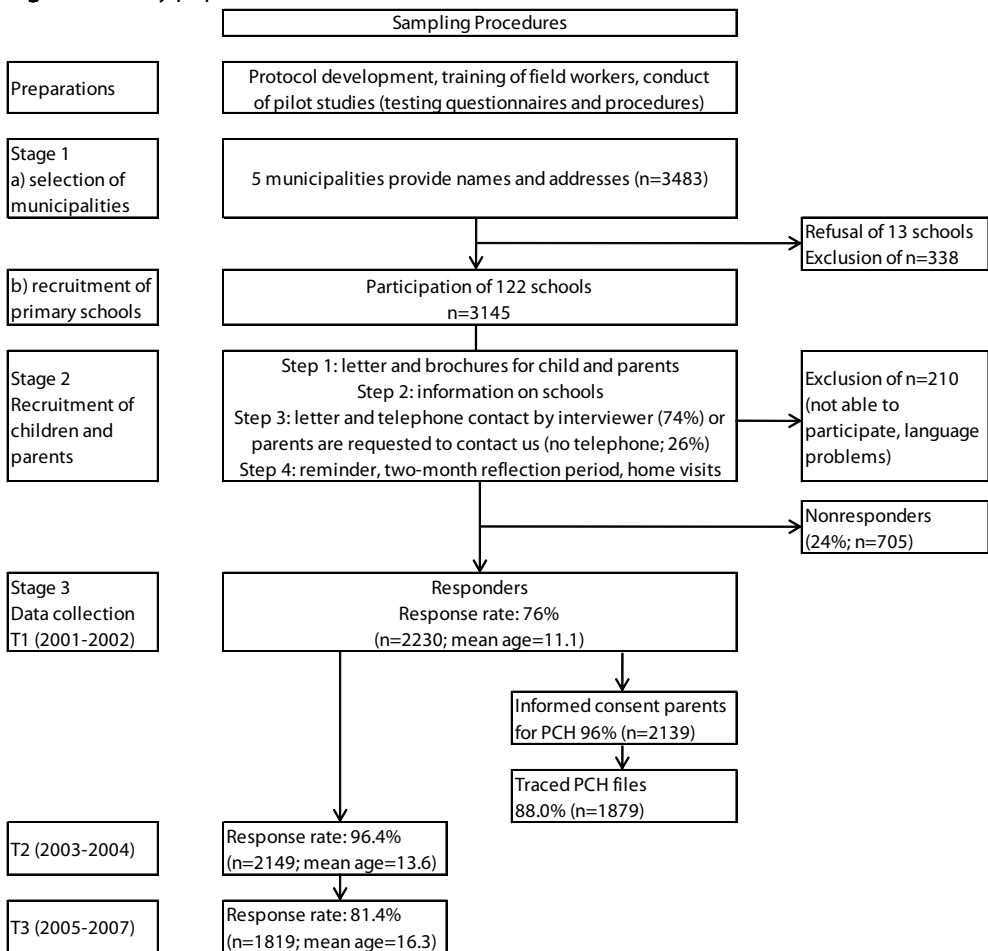 Sampling Procedures
Preparations
Protocol development, training of field workers, conduct
of pilot studies (testing questionnaires and procedures)
Stage 1
a) selection of
municipalities
5 municipalities provide names and addresses (n=3483)
Refusal of 13 schools
Exclusion of n=338
b) recruitment of
primary schools
Participation of 122 schools
n=3145
Stage 2
Recruitment of
children and
parents
Step 1: letter and brochures for child and parents
Step 2: information on schools
Step 3: letter and telephone contact by interviewer (74%) or
parents are requested to contact us (no telephone; 26%)
Step 4: reminder, two-month reflection period, home visits
Exclusion of n=210
(not able to
participate, language
problems)
Nonresponders
(24%; n=705)
Stage 3
Data collection
T1 (2001-2002)
Responders
Response rate: 76%
(n=2230; mean age=11.1)
Informed consent parents
for PCH 96% (n=2139)
Traced PCH files
88.0% (n=1879)
T2 (2003-2004)
Response rate: 96.4%
(n=2149; mean age=13.6)
T3 (2005-2007)
Response rate: 81.4%
(n=1819; mean age=16.3)